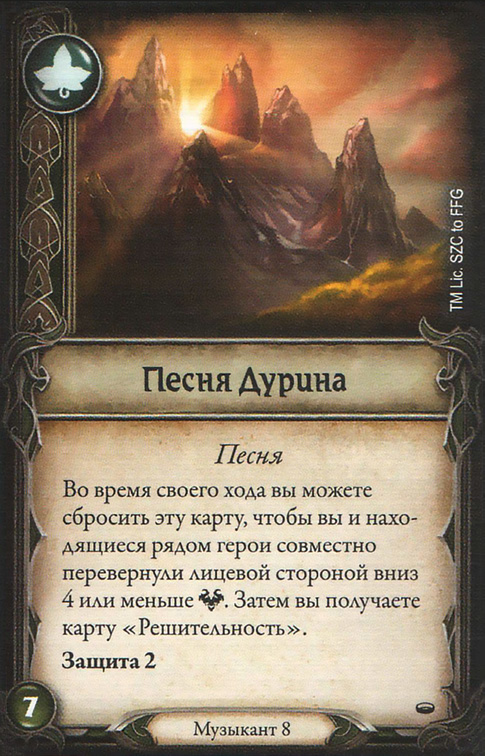 TM Lic. SZC to FFG
Песня Дурина
Песня
Во время своего хода вы можете
сбросить эту карту, чтобы вы и нахо-
дящиеся рядом герои совместно
перевернули лицевой стороной вниз
4 или меньше . Затем вы получаете
карту «Решительность».
Защита 2
7
Музыкант 8